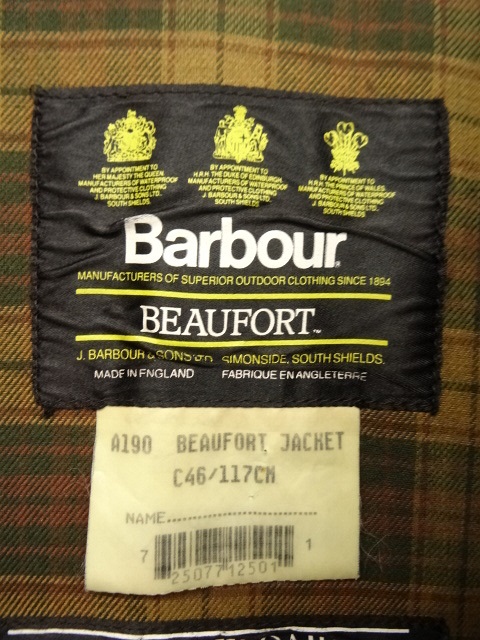 BY APPOINTMENT TO
HER MAJESTY THE QUEEN
MANUFACTURERS OF WATERPROOF
AND PROTECTIVE CLOTHING
J. BARBOUR & SONS LTD.
SOUTH SHIELDS
BY APPOINTMENT TO
H.R.H. THE DUKE OF EDINBURGH
MANUFACTURERS OF WATERPROOF
AND PROTECTIVE CLOTHING
J. BARBOUR & SONS LTD.
SOUTH SHIELDS
BY APPOINTMENT TO
H.R.H. THE PRINCE OF WALES
MANUFACTURERS OF WATERPROOF
AND PROTECTIVE CLOTHING
J. BARBOUR & SONS LTD.
SOUTH SHIELDS
Barbour
MANUFACTURERS OF SUPERIOR OUTDOOR CLOTHING SINCE 1894
BEAUFORT™
J. BARBOUR & SONS LTD. SIMONSIDE, SOUTH SHIELDS.
MADE IN ENGLAND FABRIQUE EN ANGLETERRE
A190 BEAUFORT JACKET
C46/117CM
NAME..............................
7 2507712501 1